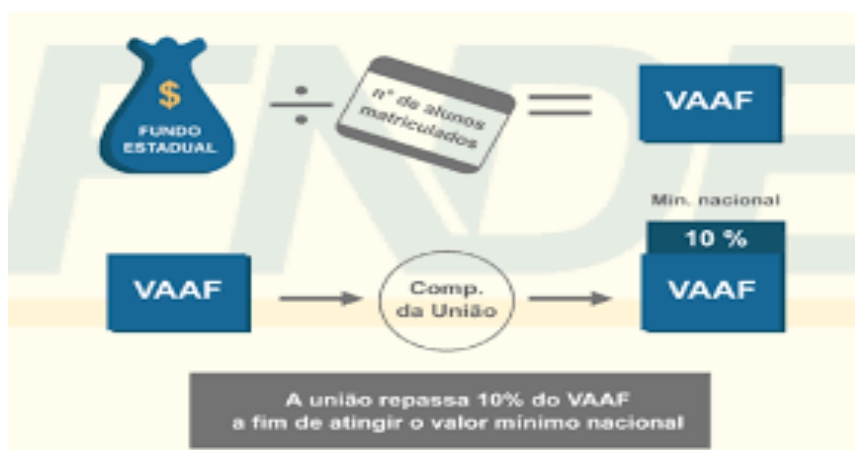 FNDE
$
FUNDO
ESTADUAL
÷
n° de alunos
matriculados
=
VAAF
Min. nacional
10 %
VAAF
Comp.
da União
VAAF
A união repassa 10% do VAAF
a fim de atingir o valor mínimo nacional